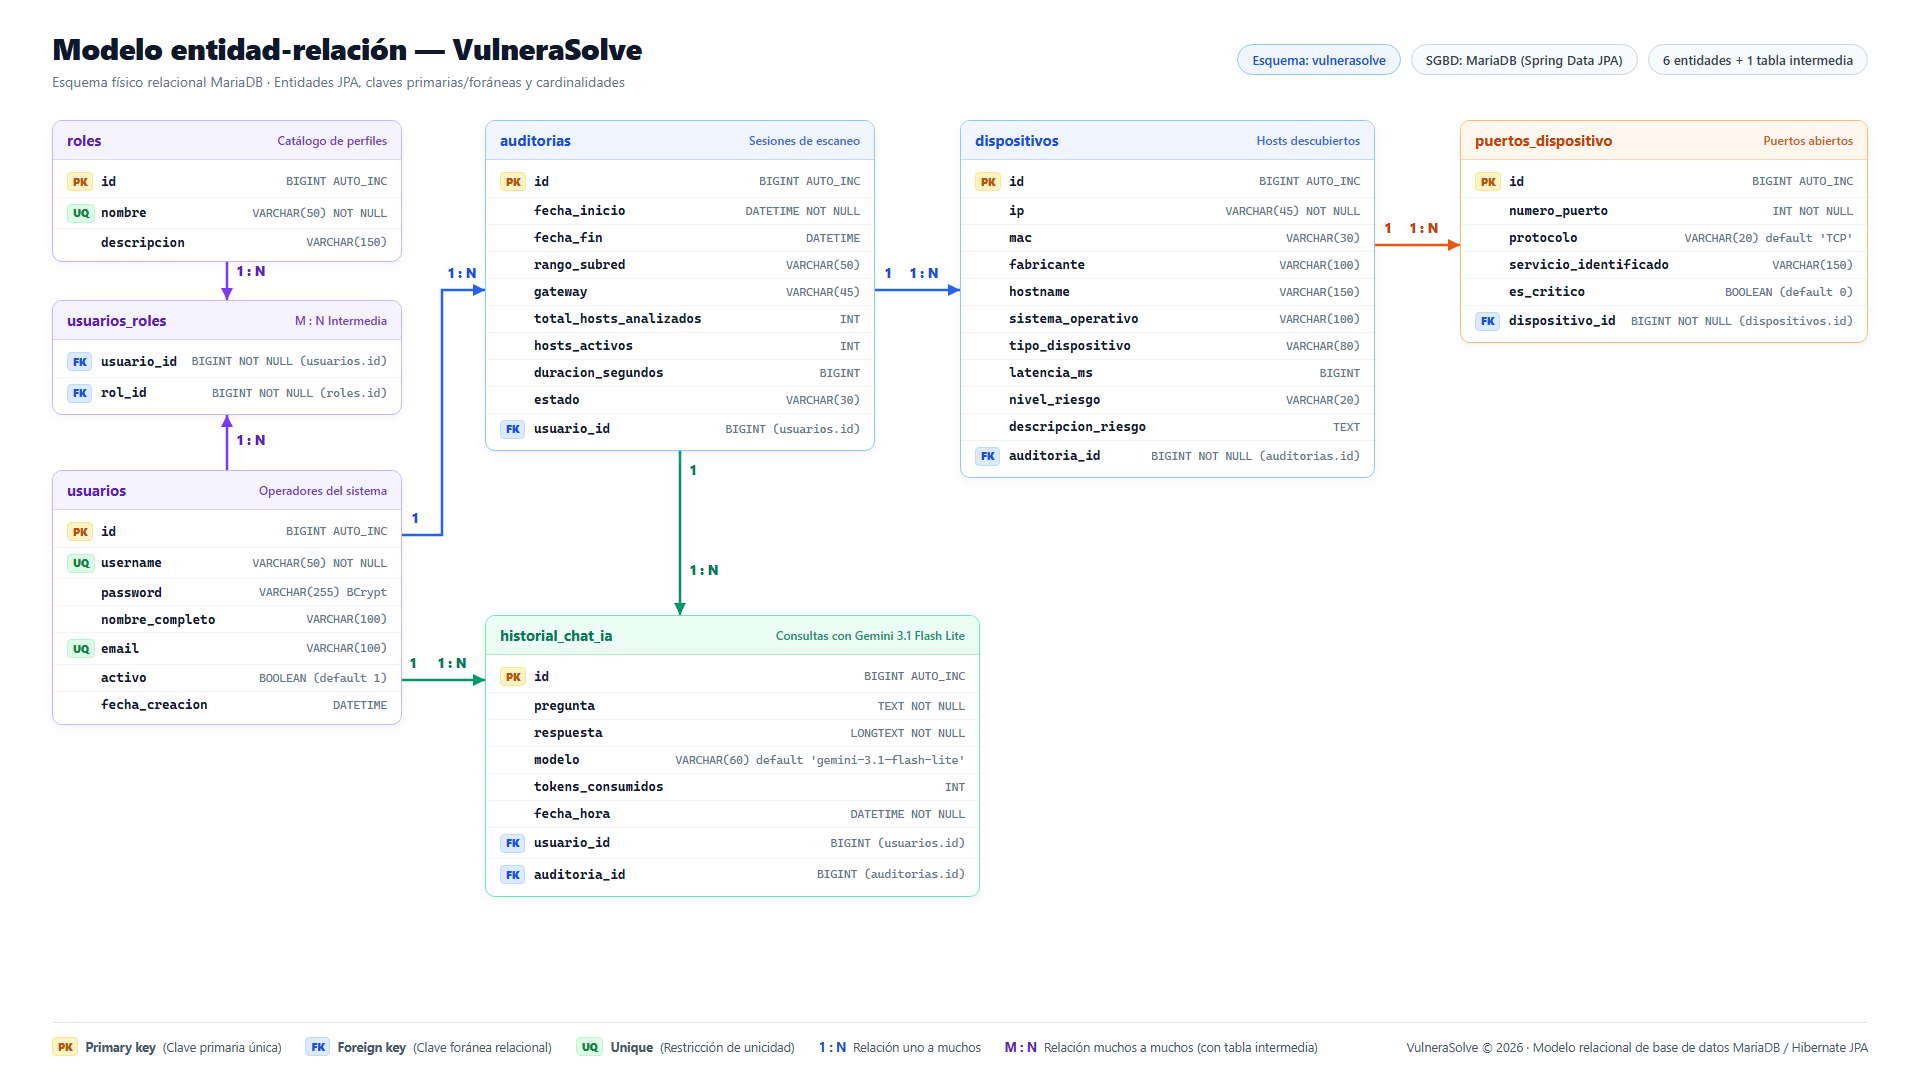 Modelo entidad-relación — VulneraSolve
Esquema físico relacional MariaDB · Entidades JPA, claves primarias/foráneas y cardinalidades
Esquema: vulnerasolve
SGBD: MariaDB (Spring Data JPA)
6 entidades + 1 tabla intermedia
roles Catálogo de perfiles
PK id BIGINT AUTO_INC
UQ nombre VARCHAR(50) NOT NULL
descripcion VARCHAR(150)
1:N
usuarios_roles M : N Intermedia
FK usuario_id BIGINT NOT NULL (usuarios.id)
FK rol_id BIGINT NOT NULL (roles.id)
1:N
usuarios Operadores del sistema
PK id BIGINT AUTO_INC
UQ username VARCHAR(50) NOT NULL
password VARCHAR(255) BCrypt
nombre_completo VARCHAR(100)
UQ email VARCHAR(100)
activo BOOLEAN (default 1)
fecha_creacion DATETIME
1
1:N
1 1:N
auditorias Sesiones de escaneo
PK id BIGINT AUTO_INC
fecha_inicio DATETIME NOT NULL
fecha_fin DATETIME
rango_subred VARCHAR(50)
gateway VARCHAR(45)
total_hosts_analizados INT
hosts_activos INT
duracion_segundos BIGINT
estado VARCHAR(30)
FK usuario_id BIGINT (usuarios.id)
1
1:N
historial_chat_ia Consultas con Gemini 3.1 Flash Lite
PK id BIGINT AUTO_INC
pregunta TEXT NOT NULL
respuesta LONGTEXT NOT NULL
modelo VARCHAR(60) default 'gemini-3.1-flash-lite'
tokens_consumidos INT
fecha_hora DATETIME NOT NULL
FK usuario_id BIGINT (usuarios.id)
FK auditoria_id BIGINT (auditorias.id)
1 1:N
dispositivos Hosts descubiertos
PK id BIGINT AUTO_INC
ip VARCHAR(45) NOT NULL
mac VARCHAR(30)
fabricante VARCHAR(100)
hostname VARCHAR(150)
sistema_operativo VARCHAR(100)
tipo_dispositivo VARCHAR(80)
latencia_ms BIGINT
nivel_riesgo VARCHAR(20)
descripcion_riesgo TEXT
FK auditoria_id BIGINT NOT NULL (auditorias.id)
1 1:N
puertos_dispositivo Puertos abiertos
PK id BIGINT AUTO_INC
numero_puerto INT NOT NULL
protocolo VARCHAR(20) default 'TCP'
servicio_identificado VARCHAR(150)
es_critico BOOLEAN (default 0)
FK dispositivo_id BIGINT NOT NULL (dispositivos.id)
PK Primary key (Clave primaria única)
FK Foreign key (Clave foránea relacional)
UQ Unique (Restricción de unicidad)
1 : N Relación uno a muchos
M : N Relación muchos a muchos (con tabla intermedia)
VulneraSolve © 2026 · Modelo relacional de base de datos MariaDB / Hibernate JPA